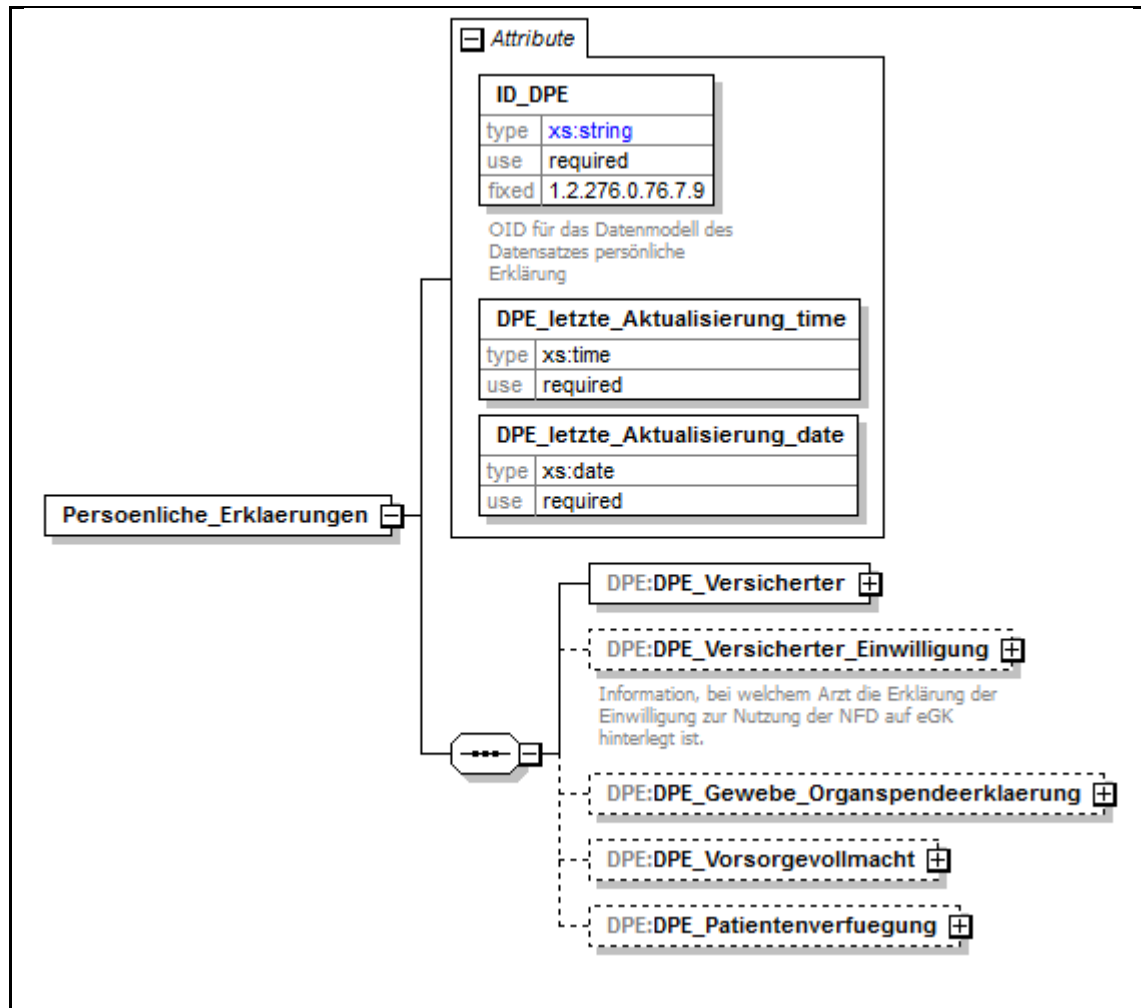 Attribute
ID_DPE
type xs:string
use required
fixed 1.2.276.0.76.7.9
OID für das Datenmodell des
Datensatzes persönliche
Erklärung
DPE_letzte_Aktualisierung_time
type xs:time
use required
DPE_letzte_Aktualisierung_date
type xs:date
use required
Persoenliche_Erklaerungen
DPE:DPE_Versicherter
DPE:DPE_Versicherter_Einwilligung
Information, bei welchem Arzt die Erklärung der
Einwilligung zur Nutzung der NFD auf eGK
hinterlegt ist.
DPE:DPE_Gewebe_Organspendeerklaerung
DPE:DPE_Vorsorgevollmacht
DPE:DPE_Patientenverfuegung